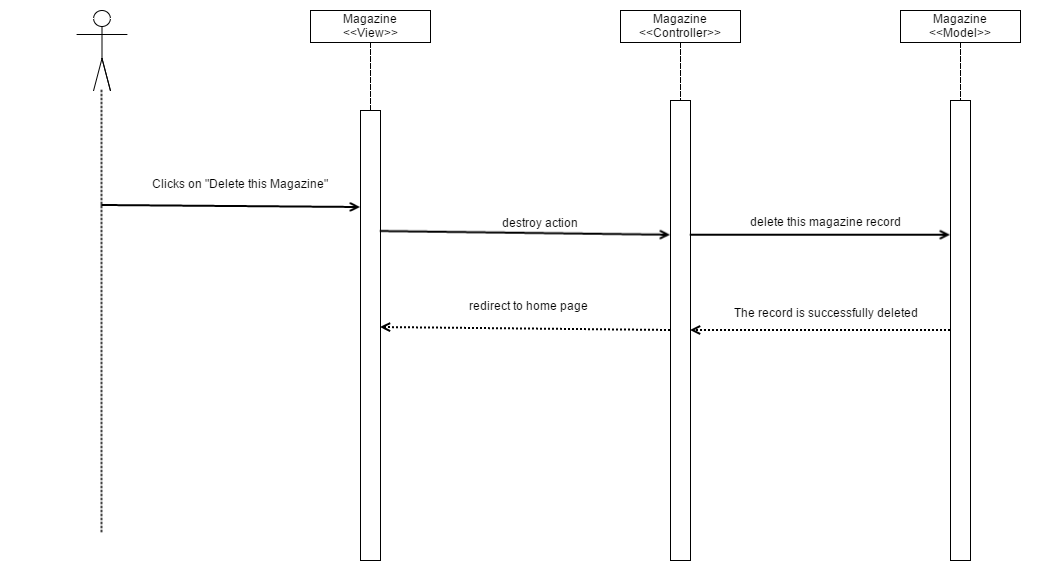 Magazine
<<View>>
Magazine
<<Controller>>
Magazine
<<Model>>
Clicks on "Delete this Magazine"
destroy action
delete this magazine record
redirect to home page
The record is successfully deleted